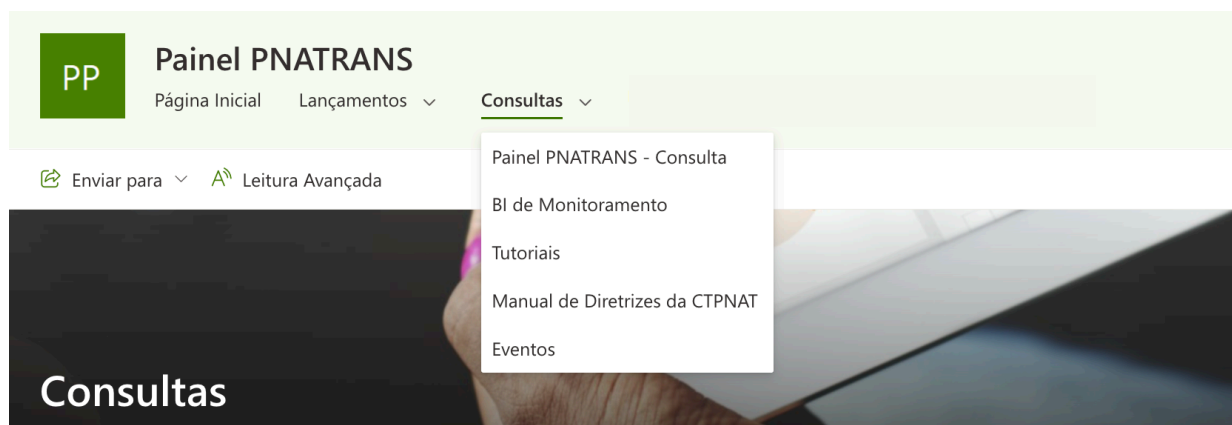 PP
Painel PNATRANS
Página Inicial Lançamentos Consultas
Painel PNATRANS - Consulta
Enviar para Leitura Avançada
BI de Monitoramento
Tutoriais
Manual de Diretrizes da CTPNAT
Eventos
Consultas